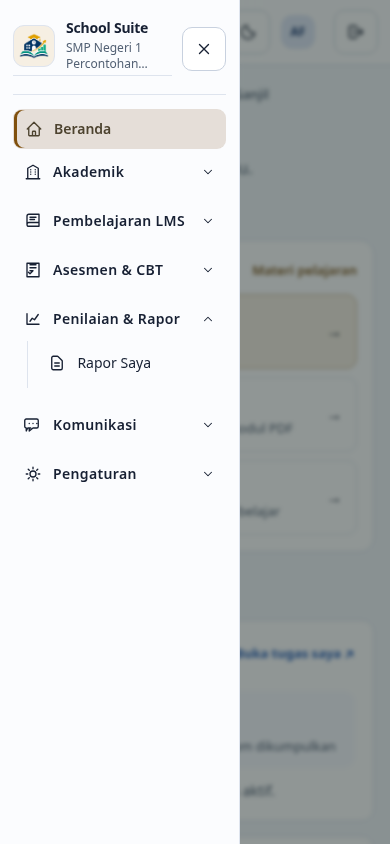 School Suite
SMP Negeri 1
Percontohan...
Beranda
Akademik
Pembelajaran LMS
Asesmen & CBT
Penilaian & Rapor
Rapor Saya
Komunikasi
Pengaturan
AF
Materi pelajaran
→
→
dul PDF
→
belajar
uka tugas saya ↗
dikumpulkan
aktif.